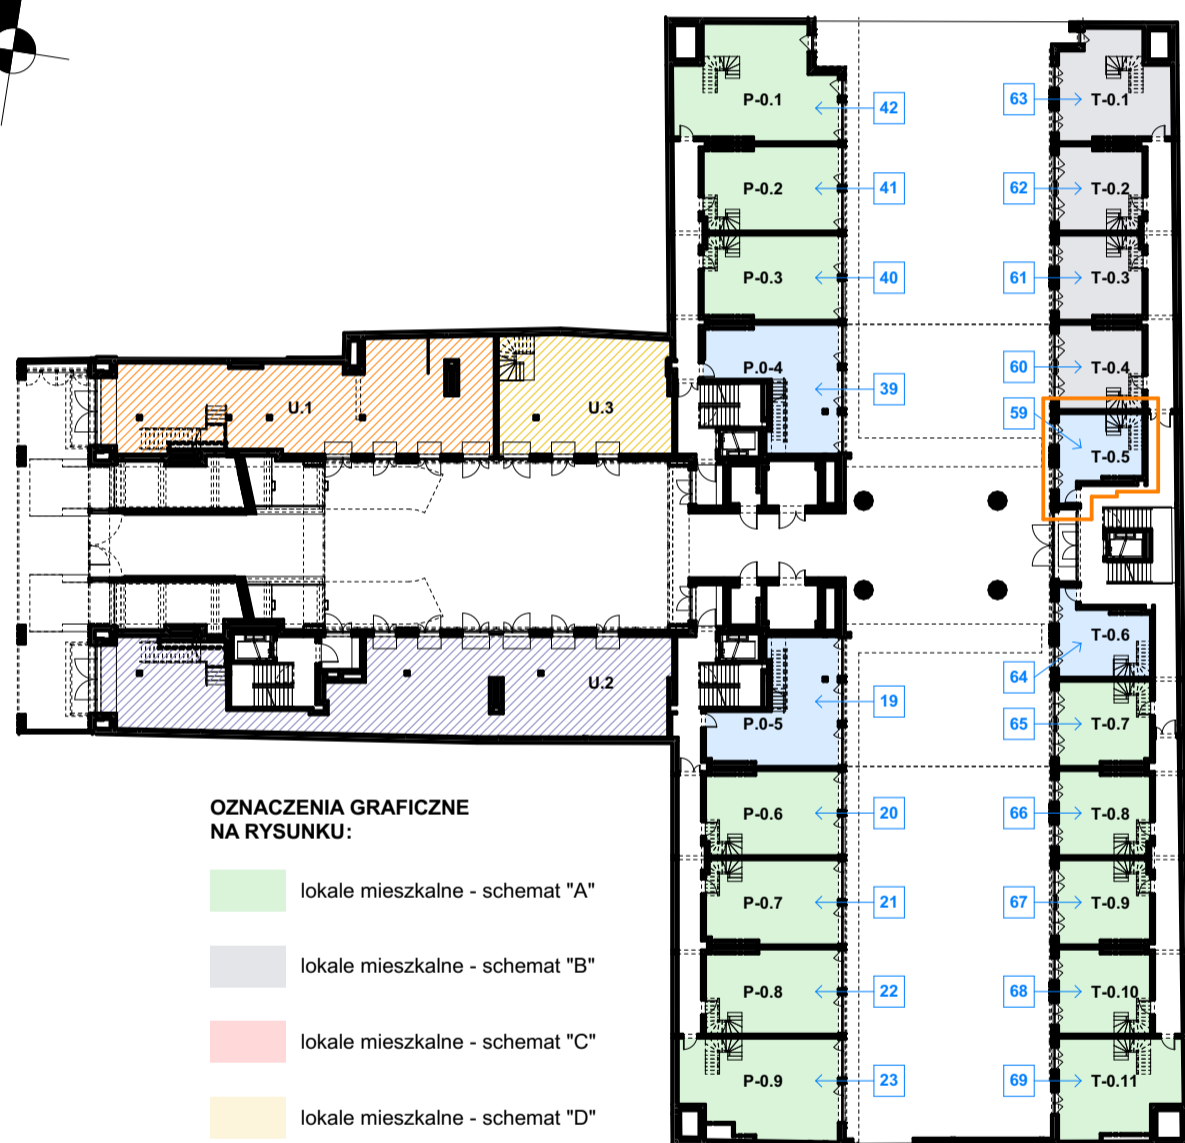 P-0.1
42
63
T-0.1
P-0.2
41
62
T-0.2
P-0.3
40
61
T-0.3
P.0-4
39
60
T-0.4
U.1
U.3
59
T-0.5
T-0.6
64
U.2
P.0-5
19
65
T-0.7
P-0.6
20
66
T-0.8
P-0.7
21
67
T-0.9
P-0.8
22
68
T-0.10
P-0.9
23
69
T-0.11
OZNACZENIA GRAFICZNE
NA RYSUNKU:
lokale mieszkalne - schemat "A"
lokale mieszkalne - schemat "B"
lokale mieszkalne - schemat "C"
lokale mieszkalne - schemat "D"